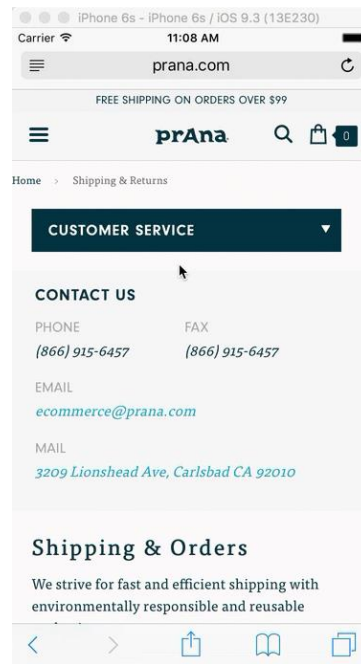 iPhone 6s - iPhone 6s / iOS 9.3 (13E230)
Carrier 11:08 AM
prana.com
FREE SHIPPING ON ORDERS OVER $99
prAna 0
Home > Shipping & Returns
CUSTOMER SERVICE
CONTACT US
PHONE FAX
(866) 915-6457 (866) 915-6457
EMAIL
ecommerce@prana.com
MAIL
3209 Lionshead Ave, Carlsbad CA 92010
Shipping & Orders
We strive for fast and efficient shipping with
environmentally responsible and reusable